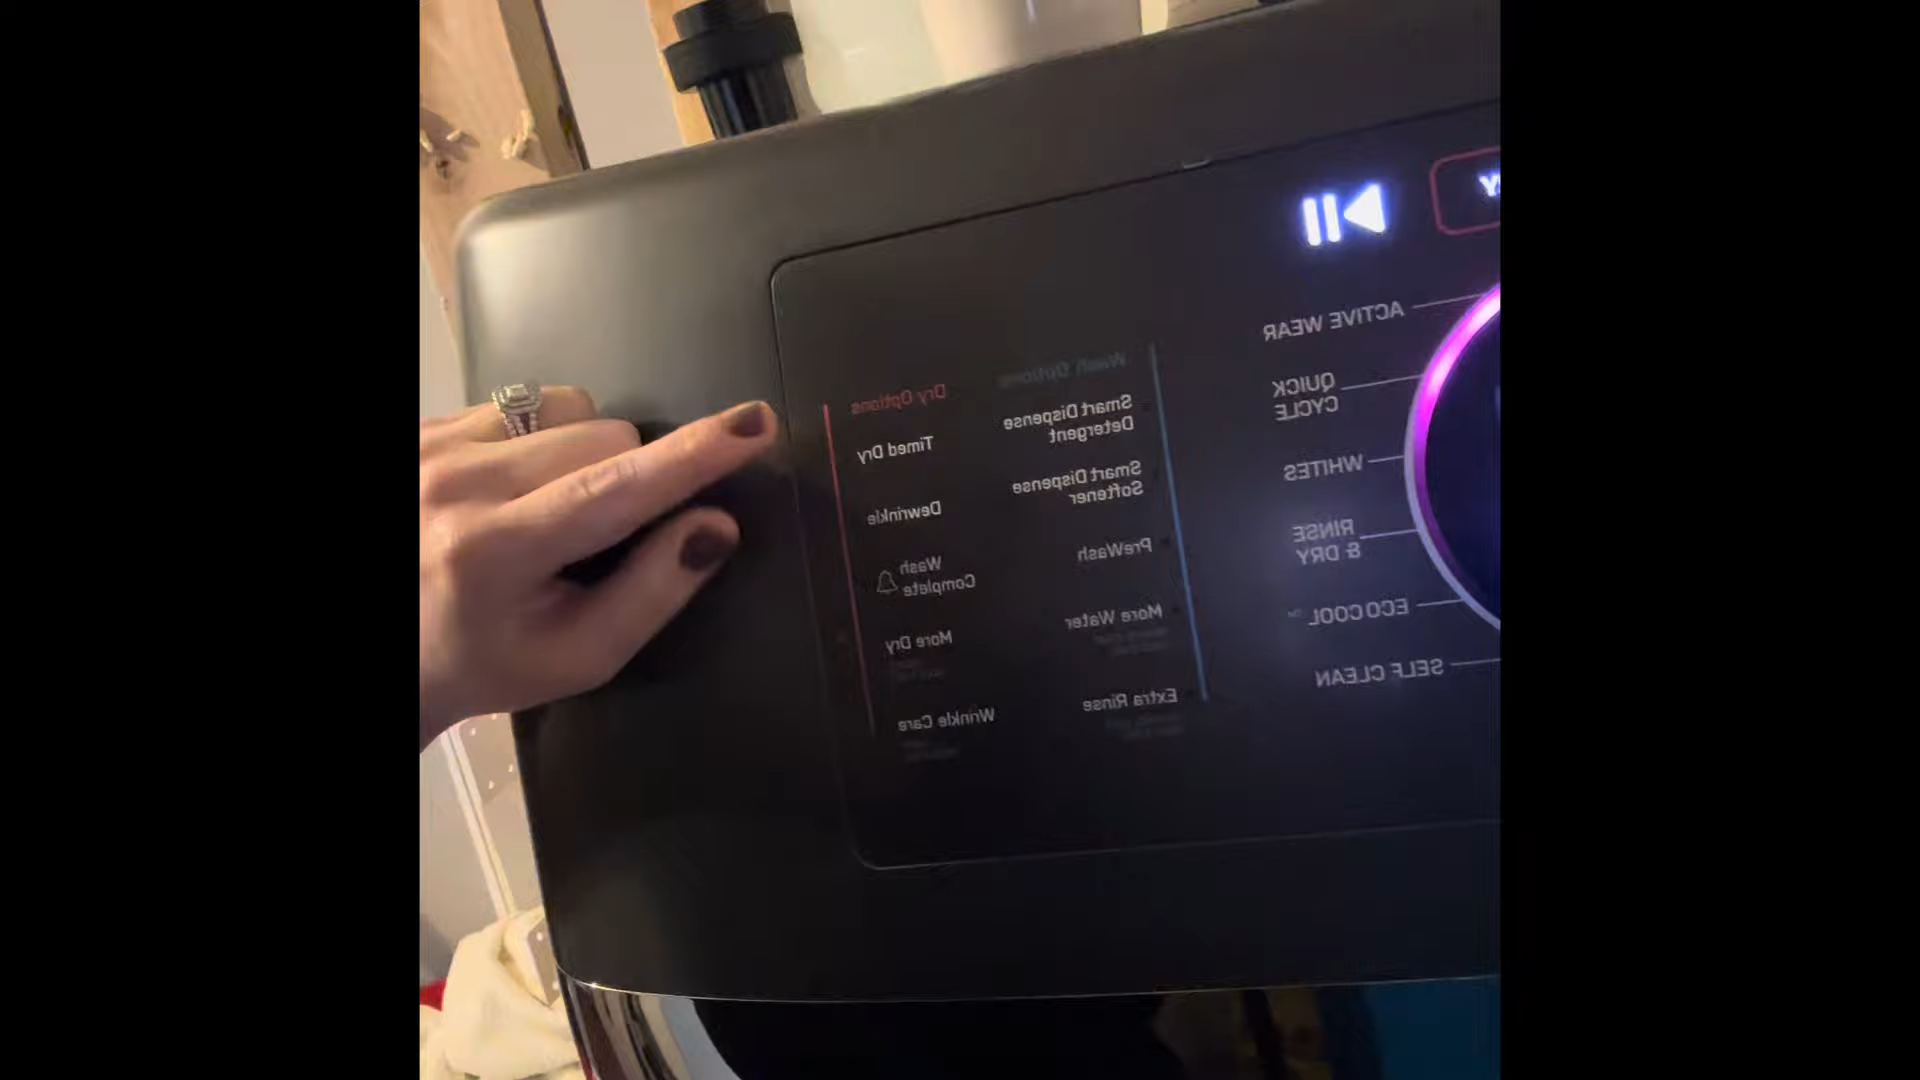 Dry Options
Timed Dry
Dewrinkle
Wash
Complete
More Dry
Wrinkle Care
Wash Options
Smart Dispense
Detergent
Smart Dispense
Softener
PreWash
More Water
Extra Rinse
ACTIVE WEAR
QUICK
CYCLE
WHITES
RINSE
& DRY
ECO COOL™
SELF CLEAN